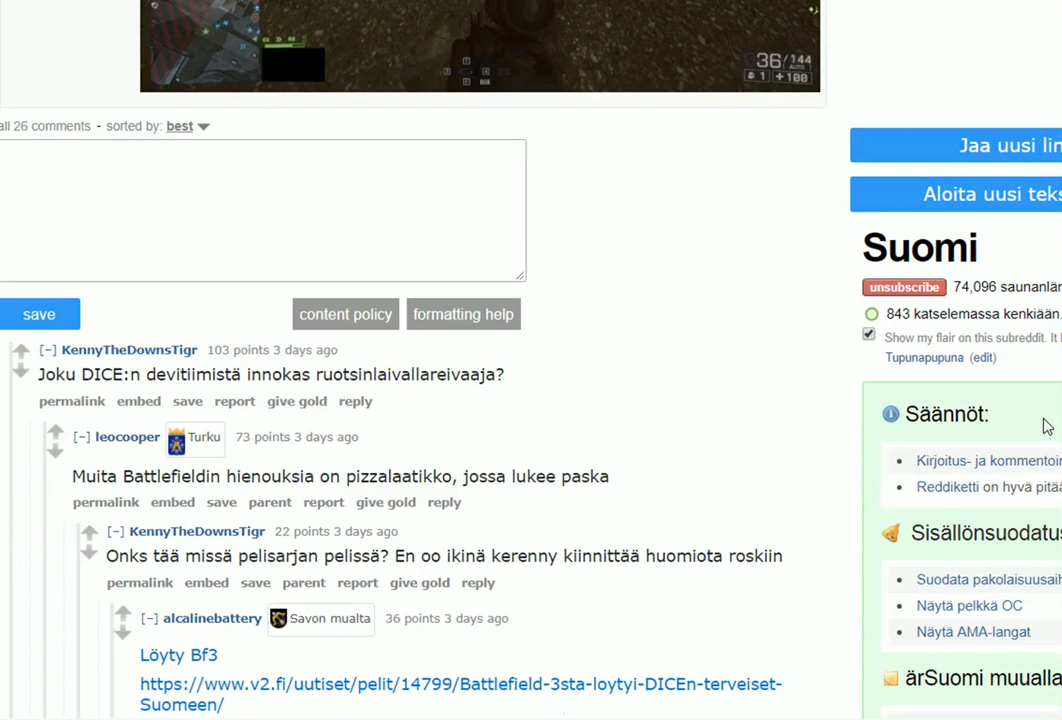 36/144
AUTO
1 +100
all 26 comments - sorted by: best
save content policy formatting help
[–] KennyTheDownsTigr 103 points 3 days ago
Joku DICE:n devitiimistä innokas ruotsinlaivallareivaaja?
permalink embed save report give gold reply
[–] leocooper Turku 73 points 3 days ago
Muita Battlefieldin hienouksia on pizzalaatikko, jossa lukee paska
permalink embed save parent report give gold reply
[–] KennyTheDownsTigr 22 points 3 days ago
Onks tää missä pelisarjan pelissä? En oo ikinä kerenny kiinnittää huomiota roskiin
permalink embed save parent report give gold reply
[–] alcalinebattery Savon mualta 36 points 3 days ago
Löyty Bf3
https://www.v2.fi/uutiset/pelit/14799/Battlefield-3sta-loytyi-DICEn-terveiset-
Suomeen/
Jaa uusi lin
Aloita uusi teks
Suomi
unsubscribe 74,096 saunanlär
843 katselemassa kenkiään.
Show my flair on this subreddit. It l
Tupunapupuna (edit)
Säännöt:
• Kirjoitus- ja kommentoin
• Reddiketti on hyvä pitää
Sisällönsuodatus
• Suodata pakolaisuusaih
• Näytä pelkkä OC
• Näytä AMA-langat
ärSuomi muualla